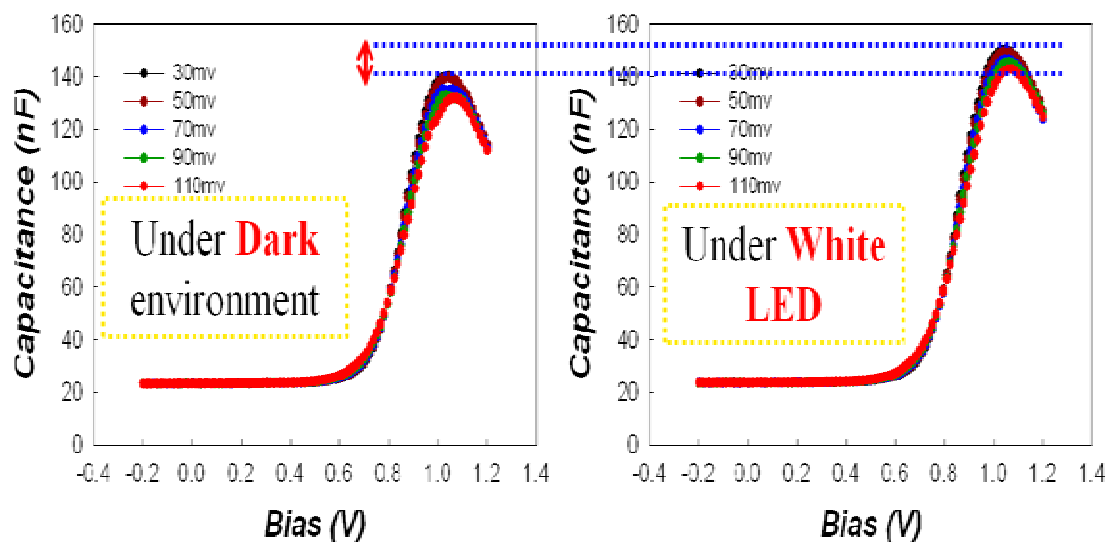 160
140
120
100
80
60
40
20
0
Capacitance (nF)
30mv
50mv
70mv
90mv
110mv
Under Dark
environment
-0.4 -0.2 0.0 0.2 0.4 0.6 0.8 1.0 1.2 1.4
Bias (V)
160
140
120
100
80
60
40
20
0
Capacitance (nF)
30mv
50mv
70mv
90mv
110mv
Under White
LED
-0.4 -0.2 0.0 0.2 0.4 0.6 0.8 1.0 1.2 1.4
Bias (V)